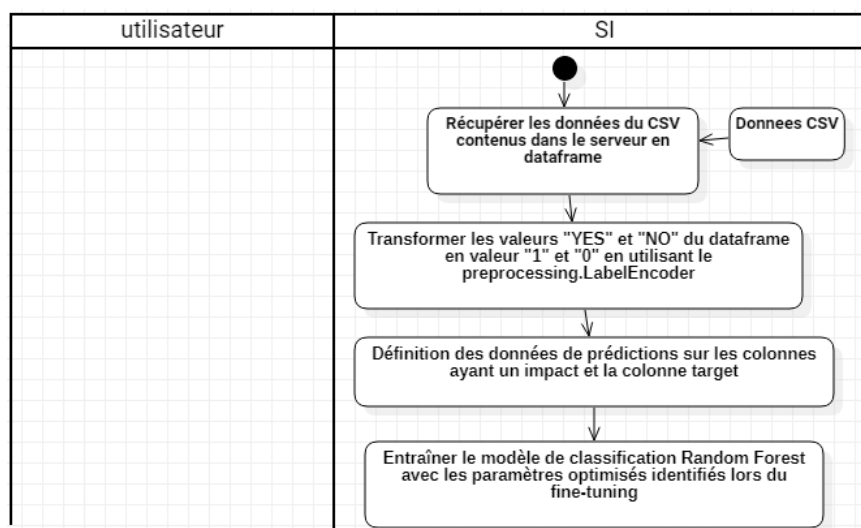 utilisateur
SI
Récupérer les données du CSV
contenus dans le serveur en
dataframe
Donnees CSV
Transformer les valeurs "YES" et "NO" du dataframe
en valeur "1" et "0" en utilisant le
preprocessing.LabelEncoder
Définition des données de prédictions sur les colonnes
ayant un impact et la colonne target
Entraîner le modèle de classification Random Forest
avec les paramètres optimisés identifiés lors du
fine-tuning